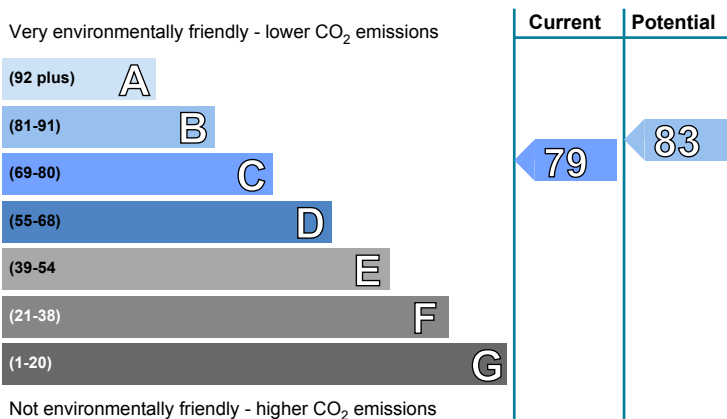 Very environmentally friendly - lower CO2 emissions
Current
Potential
(92 plus) A
(81-91) B
(69-80) C
(55-68) D
(39-54 E
(21-38) F
(1-20) G
79
83
Not environmentally friendly - higher CO2 emissions